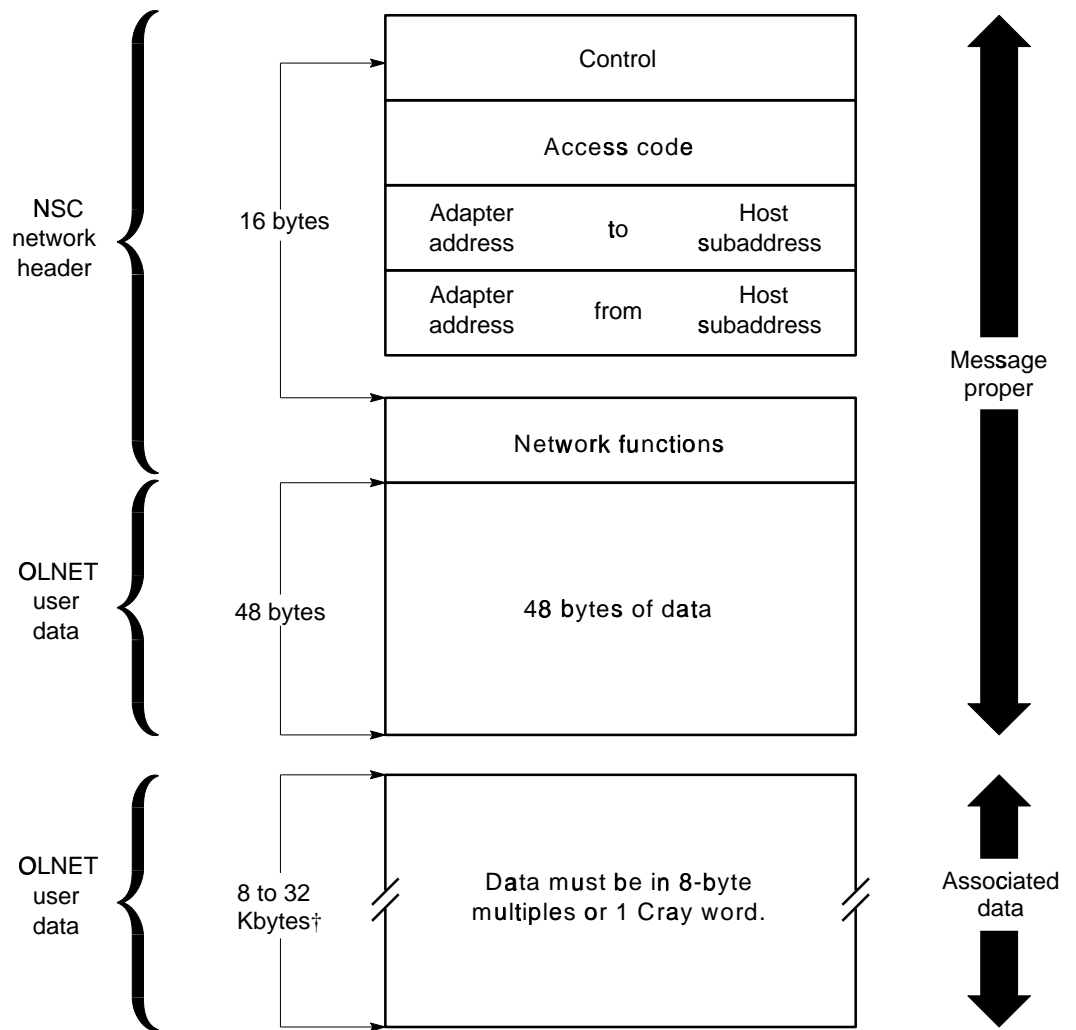 Control
Access code
NSC
network
header
16 bytes
Adapter
address
to
Host
subaddress
Adapter
address
from
Host
subaddress
Message
proper
Network functions
OLNET
user
data
48 bytes
48 bytes of data
OLNET
user
data
8 to 32
Kbytes†
Data must be in 8-byte
multiples or 1 Cray word.
Associated
data